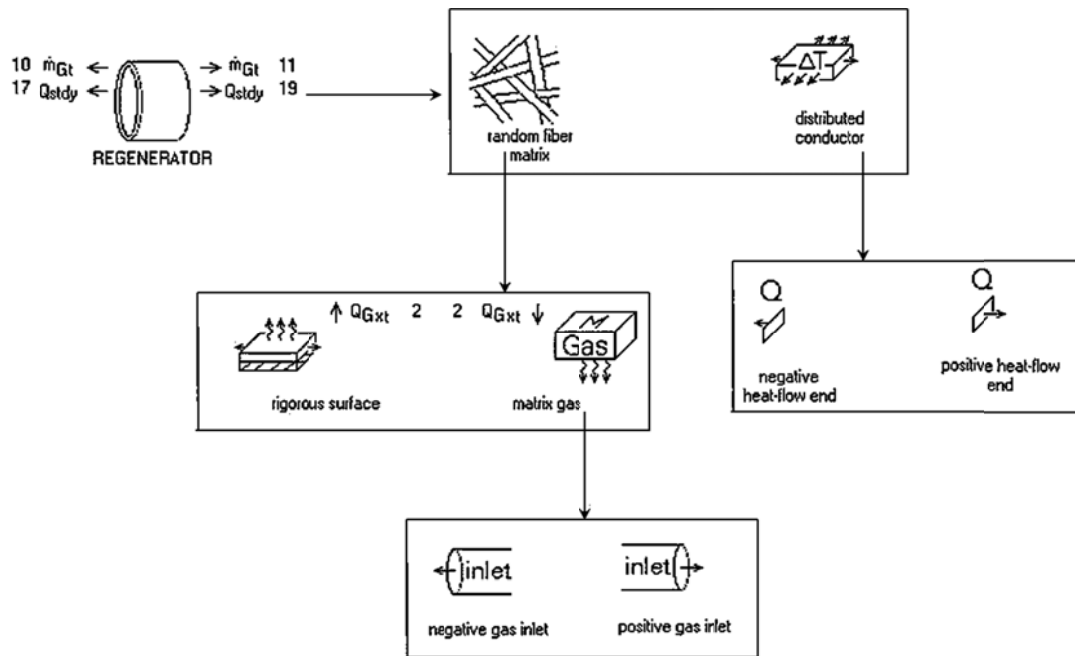 10 ṁGt ← → ṁGt 11
17 Qstdy ← → Qstdy 19
REGENERATOR
random fiber
matrix
ΔT
distributed
conductor
↑ QGxt 2 2 QGxt ↓
M
Gas
rigorous surface
matrix gas
Q
Q
negative
heat-flow end
positive heat-flow
end
inlet
inlet
negative gas inlet
positive gas inlet